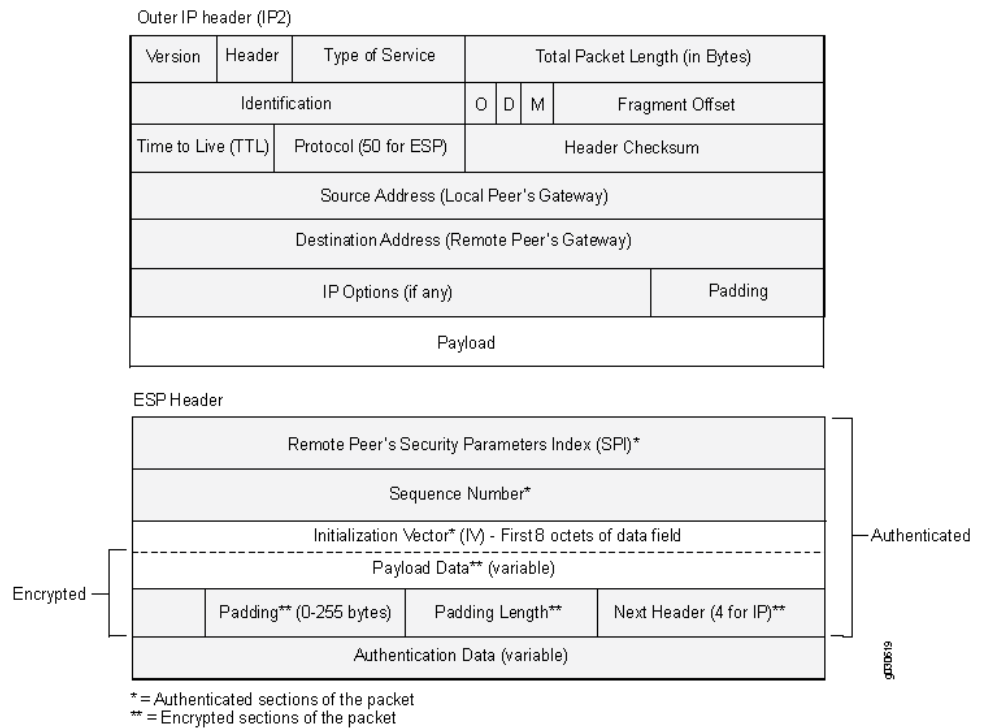 Outer IP header (IP2)
Version Header Type of Service Total Packet Length (in Bytes)
Identification O D M Fragment Offset
Time to Live (TTL) Protocol (50 for ESP) Header Checksum
Source Address (Local Peer's Gateway)
Destination Address (Remote Peer's Gateway)
IP Options (if any) Padding
Payload
ESP Header
Remote Peer's Security Parameters Index (SPI)*
Sequence Number*
Initialization Vector* (IV) - First 8 octets of data field
Authenticated
Payload Data** (variable)
Encrypted
Padding** (0-255 bytes) Padding Length** Next Header (4 for IP)**
Authentication Data (variable)
g030619
* = Authenticated sections of the packet
** = Encrypted sections of the packet